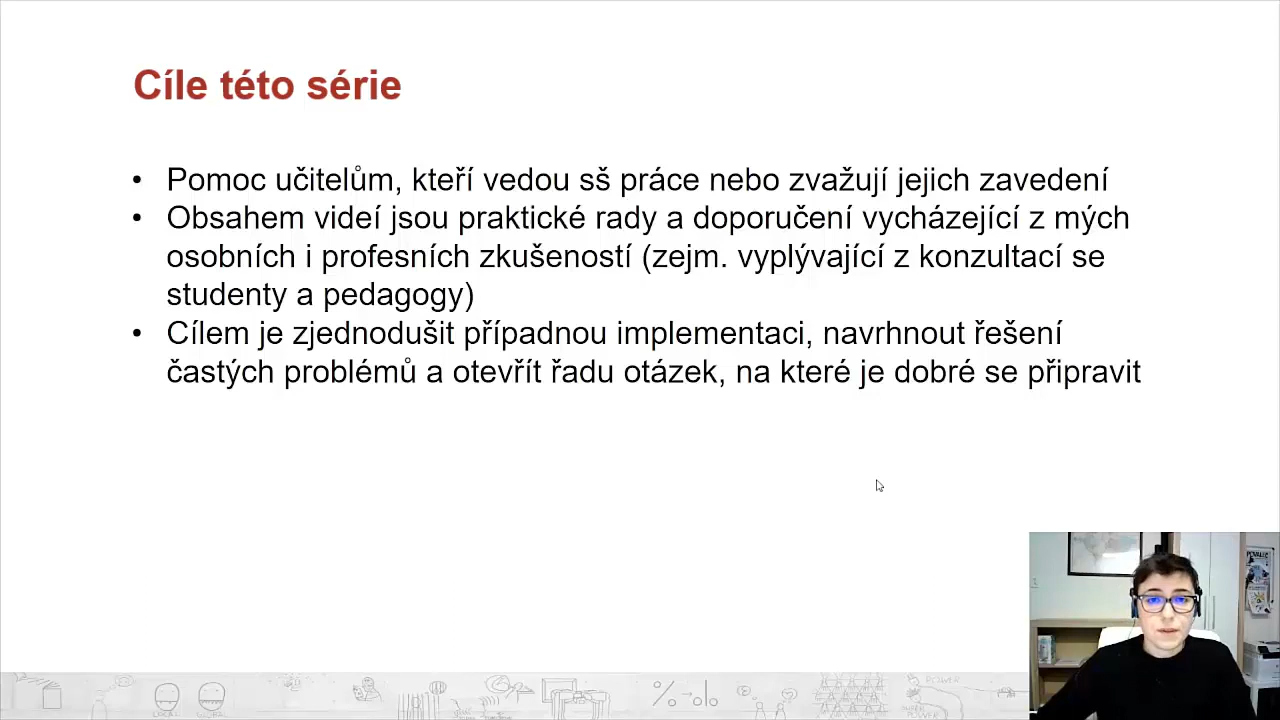 Cíle této série
• Pomoc učitelům, kteří vedou sš práce nebo zvažují jejich zavedení
• Obsahem videí jsou praktické rady a doporučení vycházející z mých
osobních i profesních zkušeností (zejm. vyplývající z konzultací se
studenty a pedagogy)
• Cílem je zjednodušit případnou implementaci, navrhnout řešení
častých problémů a otevřít řadu otázek, na které je dobré se připravit
POWER
POWER